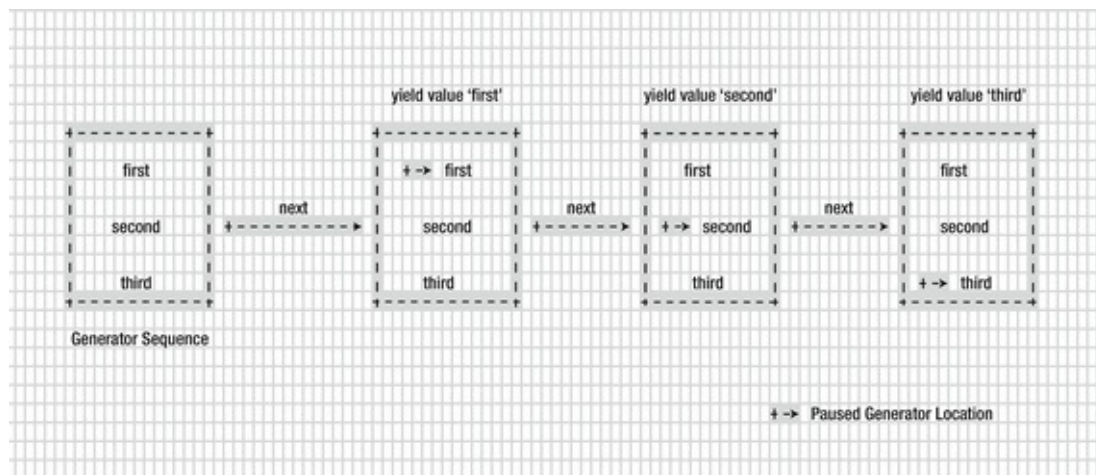 yield value ‘first’
yield value ‘second’
yield value ‘third’
first
second
third
next
first
second
third
next
first
second
third
next
first
second
third
Generator Sequence
Paused Generator Location